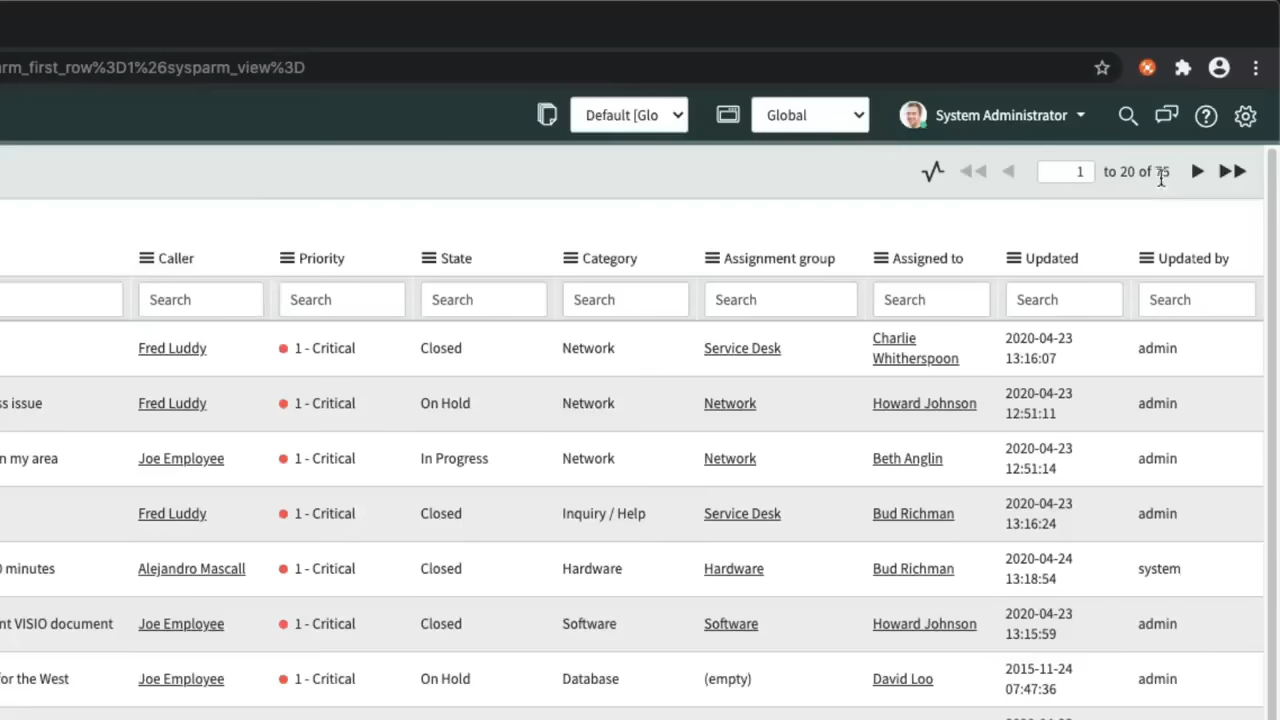 rm_first_row%3D1%26sysparm_view%3D
Default [Glo Global System Administrator
1 to 20 of 75
Caller Priority State Category Assignment group Assigned to Updated Updated by
Search Search Search Search Search Search Search Search
Fred Luddy 1 - Critical Closed Network Service Desk Charlie Whitherspoon 2020-04-23 13:16:07 admin
ss issue Fred Luddy 1 - Critical On Hold Network Network Howard Johnson 2020-04-23 12:51:11 admin
n my area Joe Employee 1 - Critical In Progress Network Network Beth Anglin 2020-04-23 12:51:14 admin
Fred Luddy 1 - Critical Closed Inquiry / Help Service Desk Bud Richman 2020-04-23 13:16:24 admin
0 minutes Alejandro Mascall 1 - Critical Closed Hardware Hardware Bud Richman 2020-04-24 13:18:54 system
nt VISIO document Joe Employee 1 - Critical Closed Software Software Howard Johnson 2020-04-23 13:15:59 admin
for the West Joe Employee 1 - Critical On Hold Database (empty) David Loo 2015-11-24 07:47:36 admin